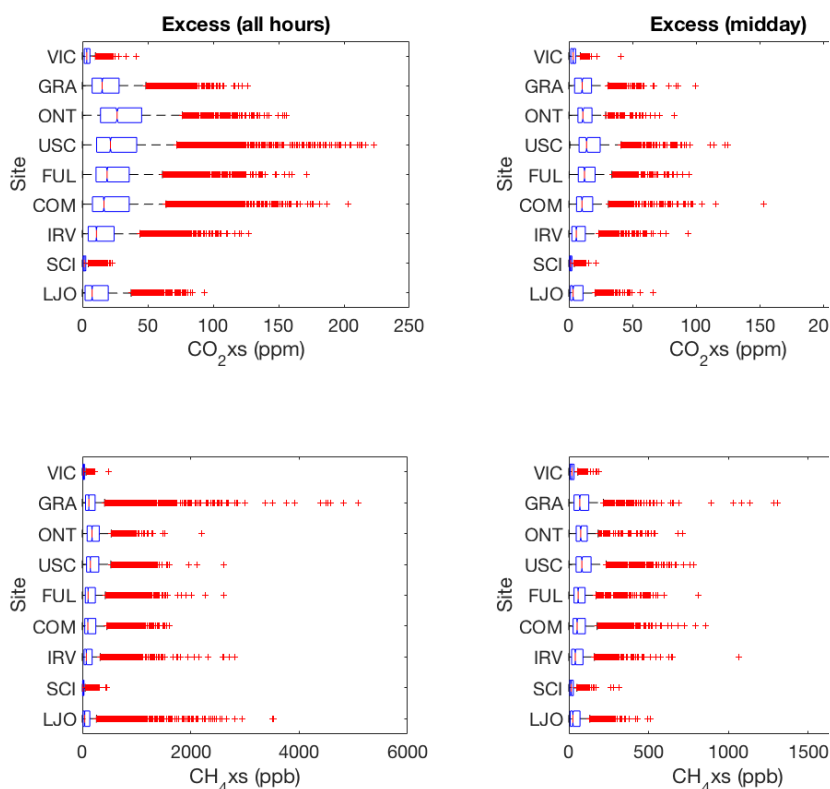 Excess (all hours)
VIC
GRA
ONT
USC
FUL
COM
IRV
SCI
LJO
Site
0 50 100 150 200 250
CO₂xs (ppm)
Excess (midday)
VIC
GRA
ONT
USC
FUL
COM
IRV
SCI
LJO
Site
0 50 100 150 20
CO₂xs (ppm)
VIC
GRA
ONT
USC
FUL
COM
IRV
SCI
LJO
Site
0 2000 4000 6000
CH₄xs (ppb)
VIC
GRA
ONT
USC
FUL
COM
IRV
SCI
LJO
Site
0 500 1000 1500
CH₄xs (ppb)